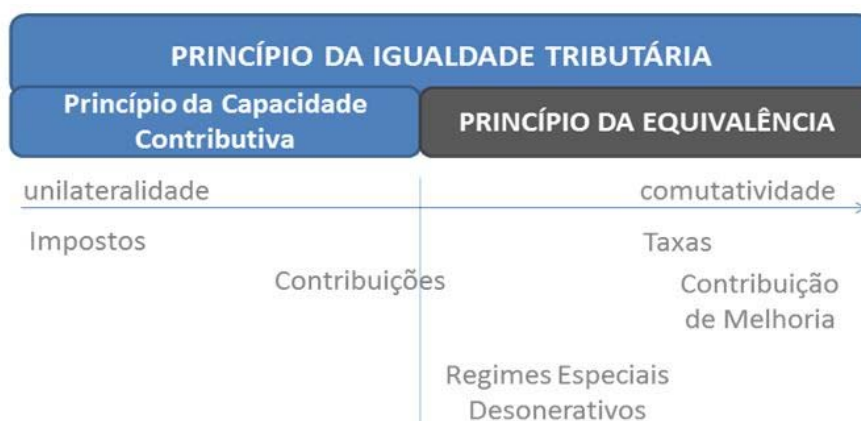 PRINCÍPIO DA IGUALDADE TRIBUTÁRIA
Princípio da Capacidade
Contributiva
PRINCÍPIO DA EQUIVALÊNCIA
unilateralidade
comutatividade
Impostos
Taxas
Contribuições
Contribuição
de Melhoria
Regimes Especiais
Desonerativos